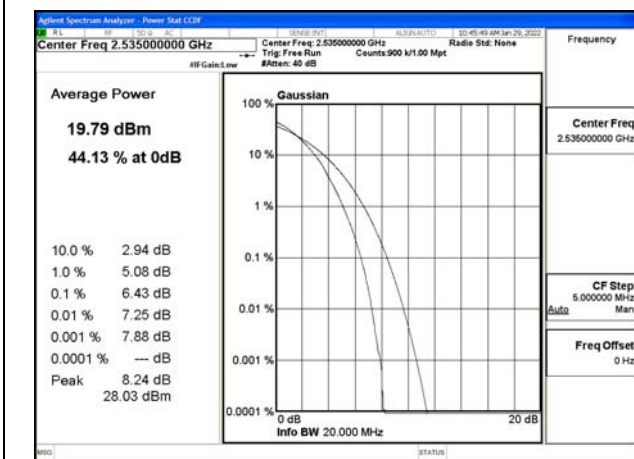 Agilent Spectrum Analyzer - Power Stat CCDF
RL RF 50 Ω AC SENSE:INT ALIGNAUTO 10:45:49 AM Jan 29, 2022
Center Freq 2.535000000 GHz
Center Freq: 2.535000000 GHz Radio Std: None
Trig: Free Run Counts:900 k/1.00 Mpt
#IFGain:Low #Atten: 40 dB
Frequency
Average Power
19.79 dBm
44.13 % at 0dB
10.0 % 2.94 dB
1.0 % 5.08 dB
0.1 % 6.43 dB
0.01 % 7.25 dB
0.001 % 7.88 dB
0.0001 % --- dB
Peak 8.24 dB
28.03 dBm
Gaussian
100 %
10 %
1 %
0.1 %
0.01 %
0.001 %
0.0001 %
0 dB 20 dB
Info BW 20.000 MHz
Center Freq
2.535000000 GHz
CF Step
5.000000 MHz
Auto Man
Freq Offset
0 Hz
MSG STATUS